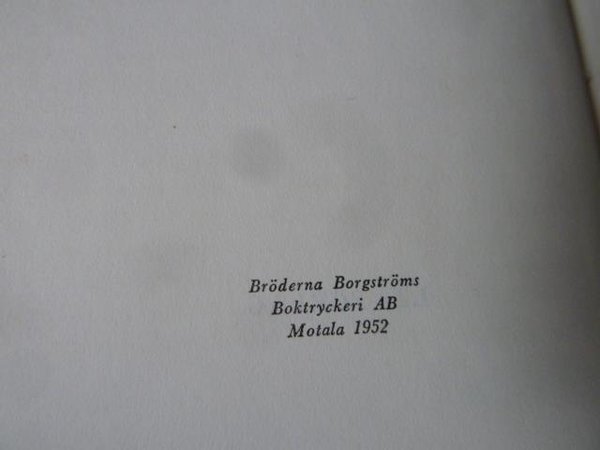 Bröderna Borgströms
Boktryckeri AB
Motala 1952